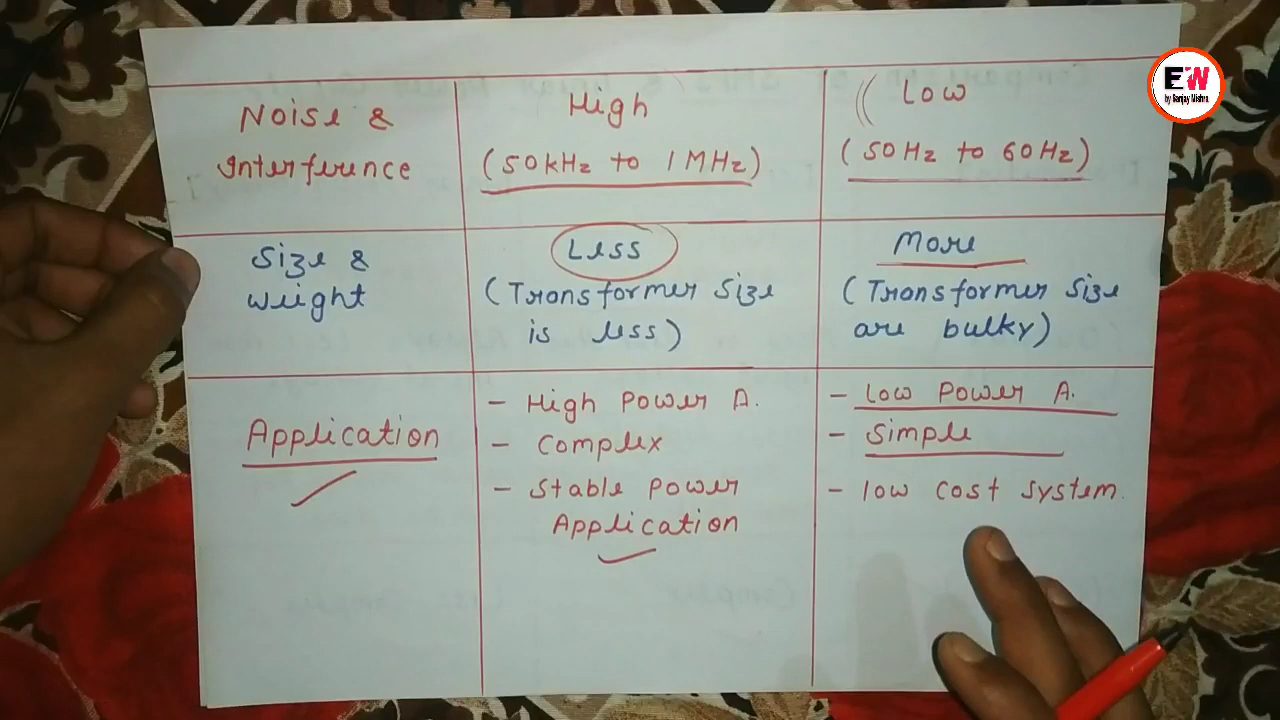 Noise &
Interference
High
(50kHz to 1MHz)
Low
(50Hz to 60Hz)
Size &
Weight
Less
(Transformer Size
is less)
More
(Transformer Size
are bulky)
Application
- High Power A.
- Complex
- Stable Power
Application
- Low Power A.
- Simple
- low cost system.
EW
by Sanjay Mishra